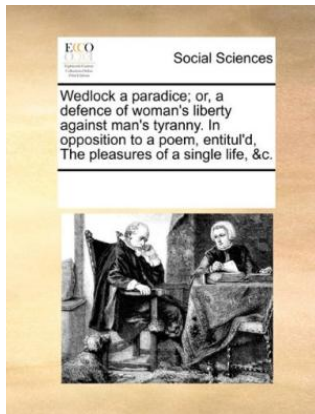 ECCO
Social Sciences
Wedlock a paradice; or, a
defence of woman's liberty
against man's tyranny. In
opposition to a poem, entitul'd,
The pleasures of a single life, &c.